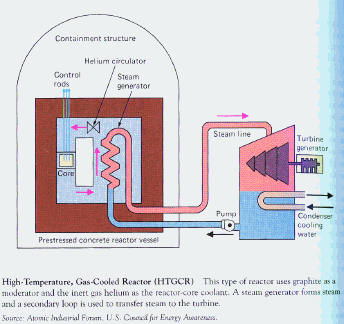 Containment structure
Helium circulator
Control
rods
Steam
generator
Core
Steam line
Turbine
generator
Pump
Condenser
cooling
water
Prestressed concrete reactor vessel
High-Temperature, Gas-Cooled Reactor (HTGCR) This type of reactor uses graphite as a
moderator and the inert gas helium as the reactor-core coolant. A steam generator forms steam
and a secondary loop is used to transfer steam to the turbine.
Source: Atomic Industrial Forum, U.S. Council for Energy Awareness.